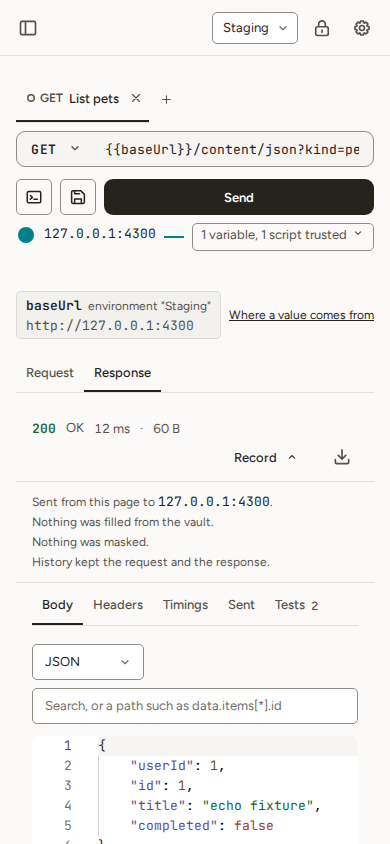 Staging
GET List pets
GET {{baseUrl}}/content/json?kind=pe
Send
127.0.0.1:4300 1 variable, 1 script trusted
baseUrl environment "Staging"
http://127.0.0.1:4300
Where a value comes from
Request Response
200 OK 12 ms · 60 B
Record
Sent from this page to 127.0.0.1:4300.
Nothing was filled from the vault.
Nothing was masked.
History kept the request and the response.
Body Headers Timings Sent Tests 2
JSON
Search, or a path such as data.items[*].id
1 {
2 "userId": 1,
3 "id": 1,
4 "title": "echo fixture",
5 "completed": false